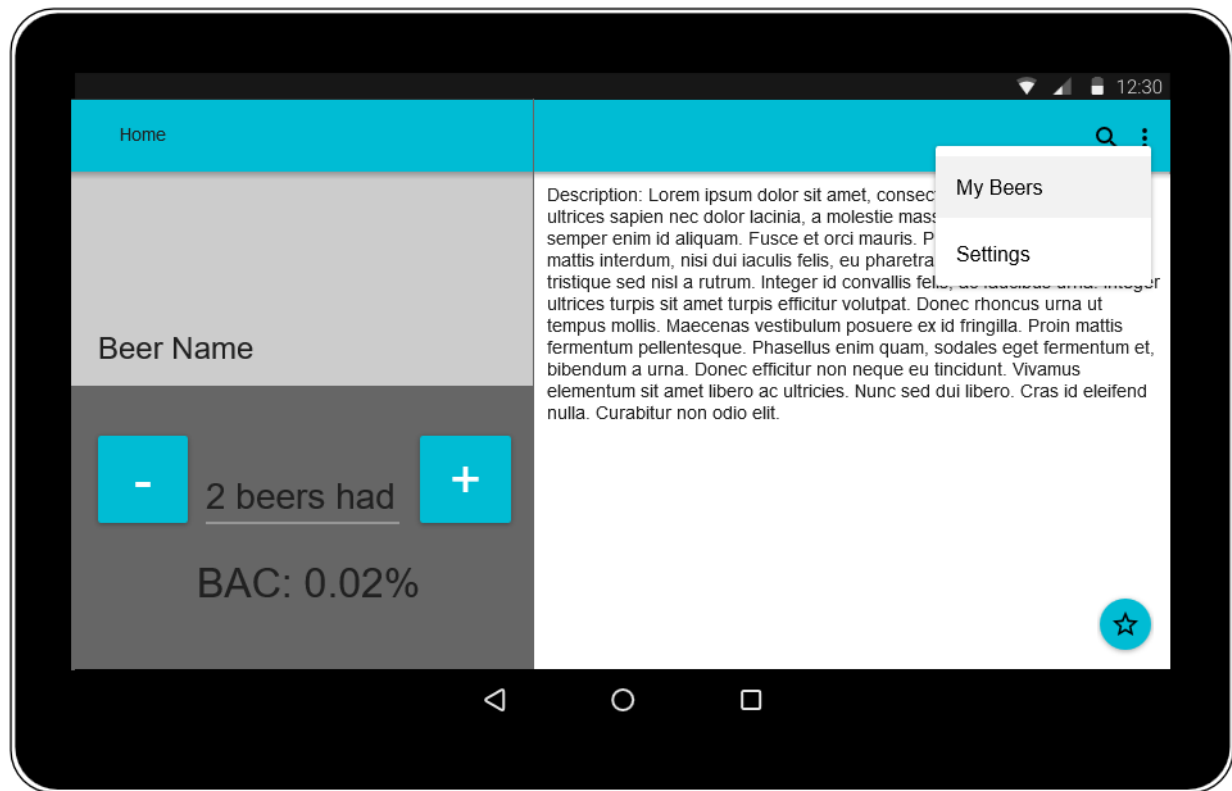 12:30
Home
My Beers
Settings
Description: Lorem ipsum dolor sit amet,
ultrices sapien nec dolor lacinia, a molestie
semper enim id aliquam. Fusce et orci mauris.
mattis interdum, nisi dui iaculis felis, eu pharetra
tristique sed nisl a rutrum. Integer id convallis
ultrices turpis sit amet turpis efficitur volutpat. Donec rhoncus urna ut
tempus mollis. Maecenas vestibulum posuere ex id fringilla. Proin mattis
fermentum pellentesque. Phasellus enim quam, sodales eget fermentum et,
bibendum a urna. Donec efficitur non neque eu tincidunt. Vivamus
elementum sit amet libero ac ultricies. Nunc sed dui libero. Cras id eleifend
nulla. Curabitur non odio elit.
Beer Name
-
2 beers had
+
BAC: 0.02%